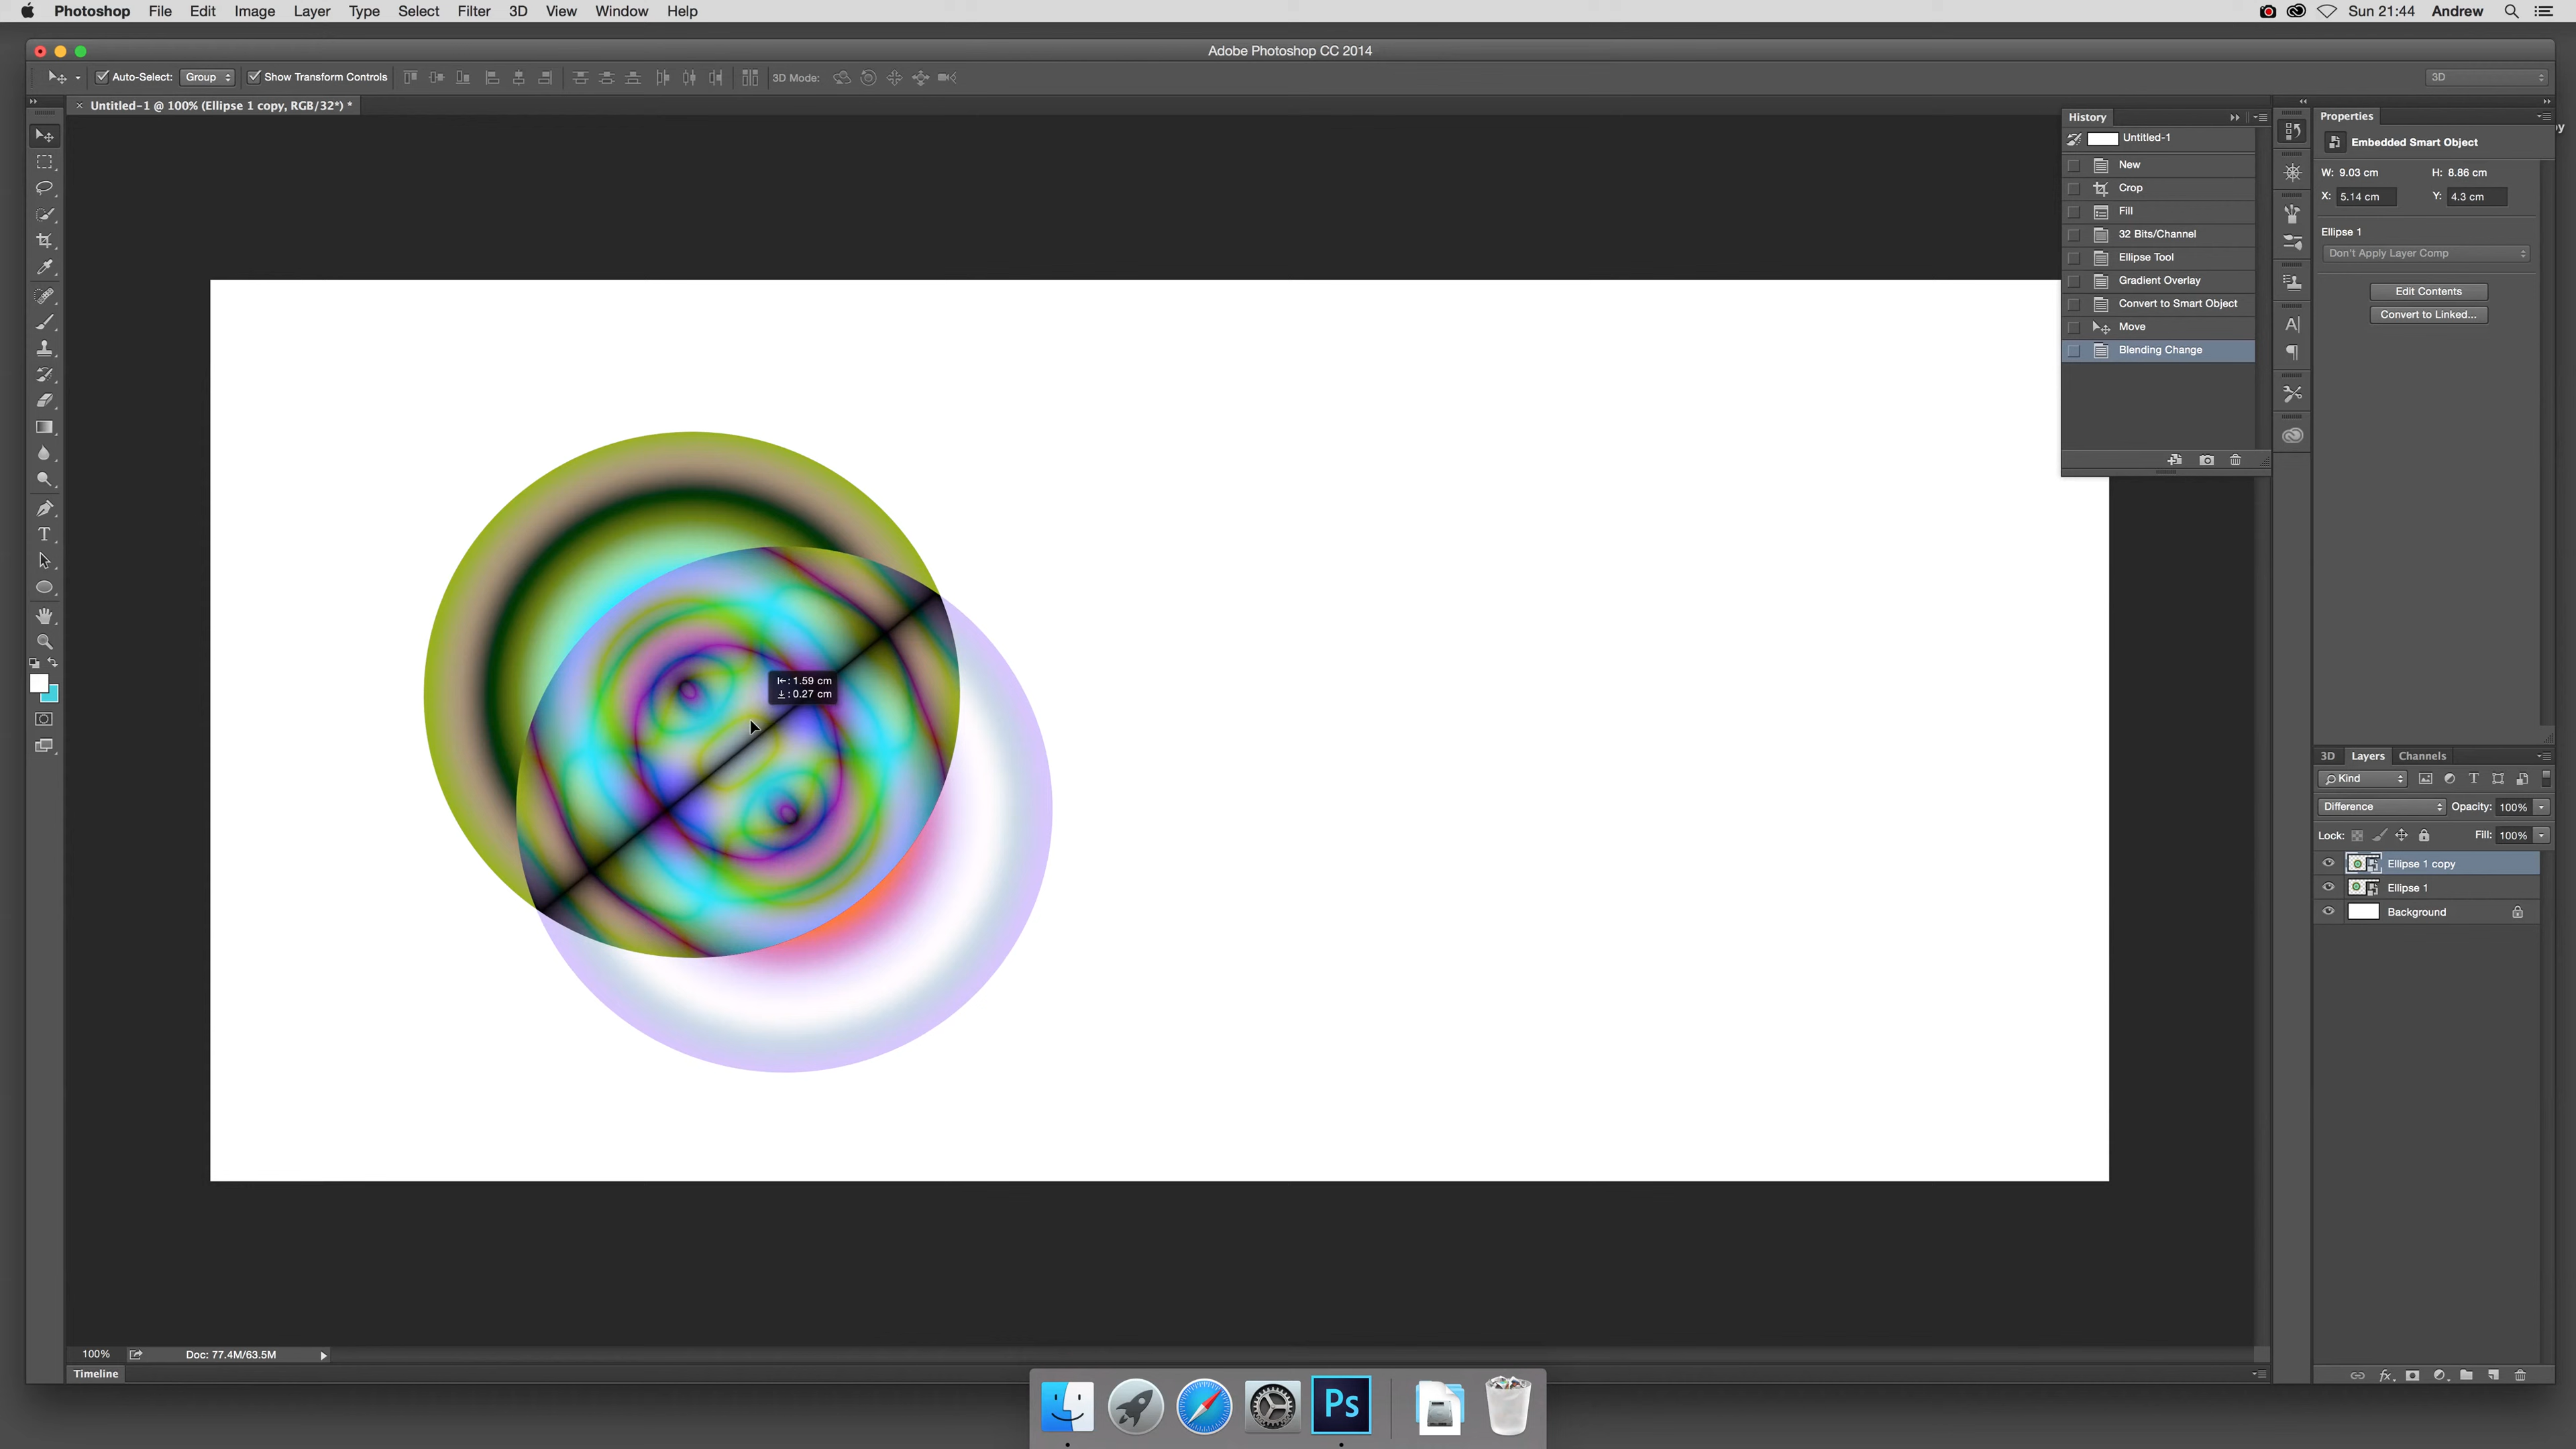 Photoshop File Edit Image Layer Type Select Filter 3D View Window Help Sun 21:44 Andrew
Adobe Photoshop CC 2014
Auto-Select: Group Show Transform Controls 3D Mode: 3D
× Untitled-1 @ 100% (Ellipse 1 copy, RGB/32*) *
History
Untitled-1
New
Crop
Fill
32 Bits/Channel
Ellipse Tool
Gradient Overlay
Convert to Smart Object
Move
Blending Change
Properties
Embedded Smart Object
W: 9.03 cm H: 8.86 cm
X: 5.14 cm Y: 4.3 cm
Ellipse 1
Don't Apply Layer Comp
Edit Contents
Convert to Linked...
: 1.59 cm
: 0.27 cm
3D Layers Channels
Kind
Difference Opacity: 100%
Lock: Fill: 100%
Ellipse 1 copy
Ellipse 1
Background
100% Doc: 77.4M/63.5M
Timeline
Ps